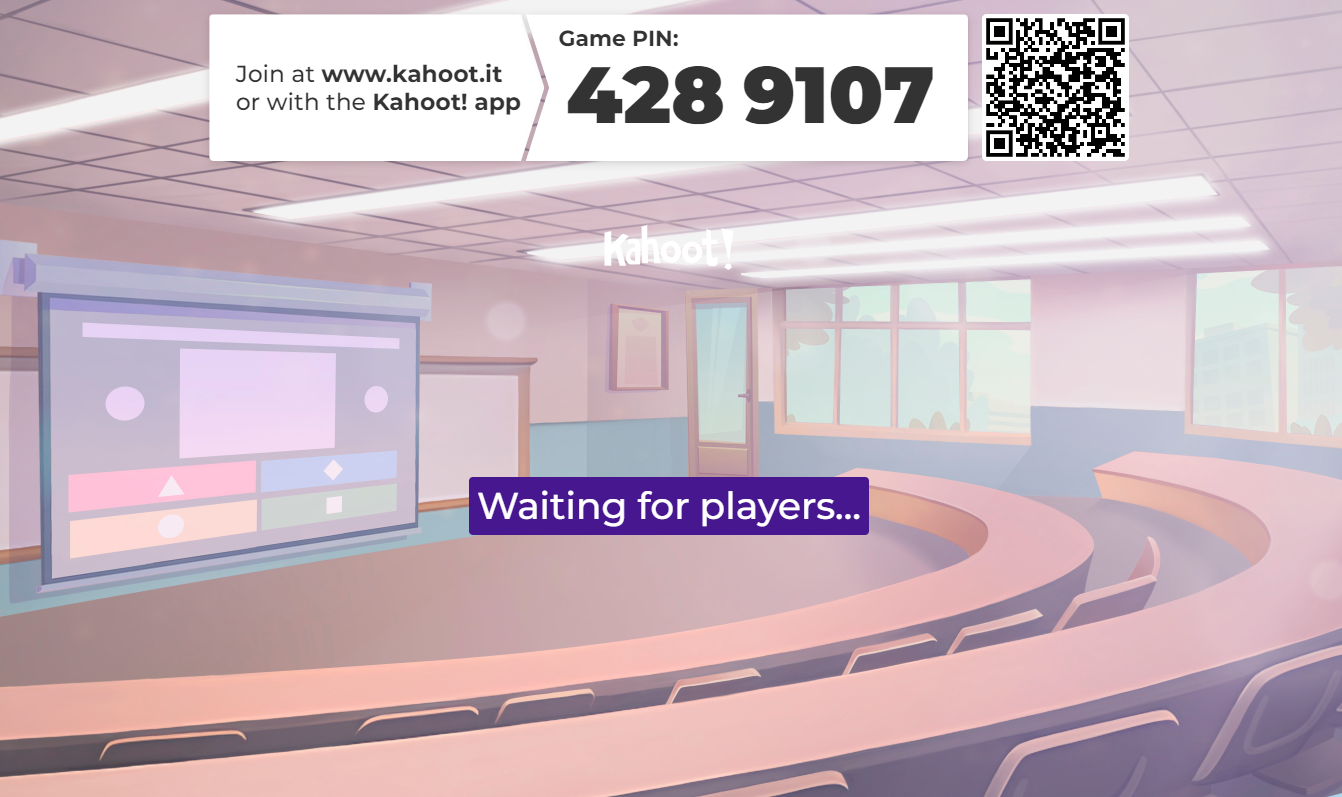 Join at www.kahoot.it
or with the Kahoot! app
Game PIN:
428 9107
Kahoot!
Waiting for players...